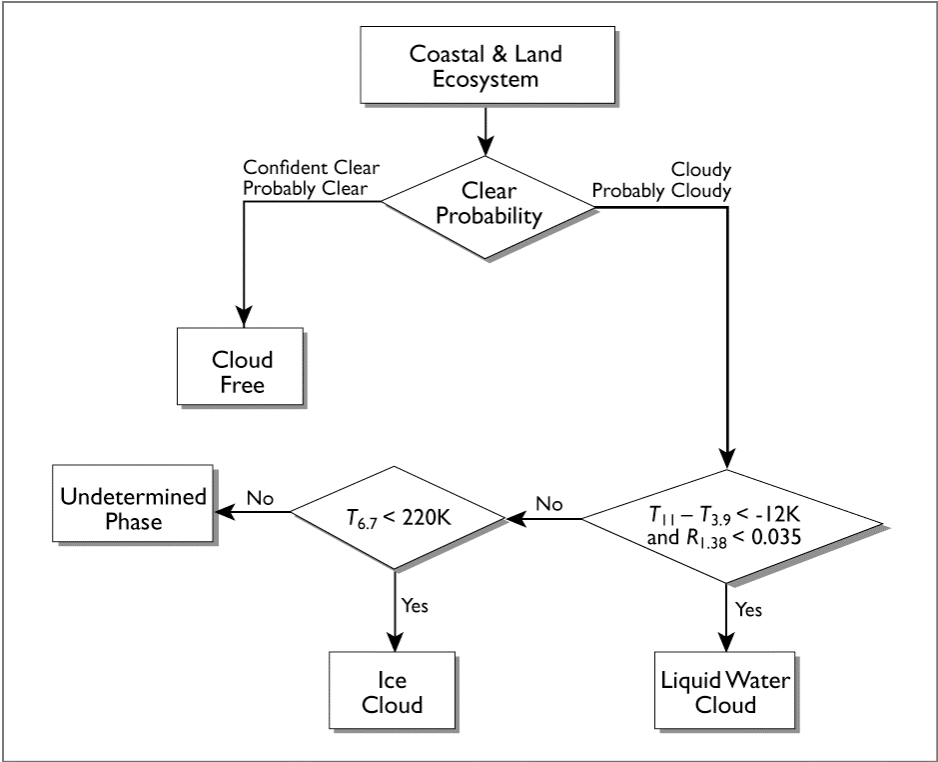 Coastal & Land
Ecosystem
Confident Clear
Probably Clear
Clear
Probability
Cloudy
Probably Cloudy
Cloud
Free
Undetermined
Phase
No
T6.7 < 220K
No
T11 – T3.9 < -12K
and R1.38 < 0.035
Yes
Yes
Ice
Cloud
Liquid Water
Cloud